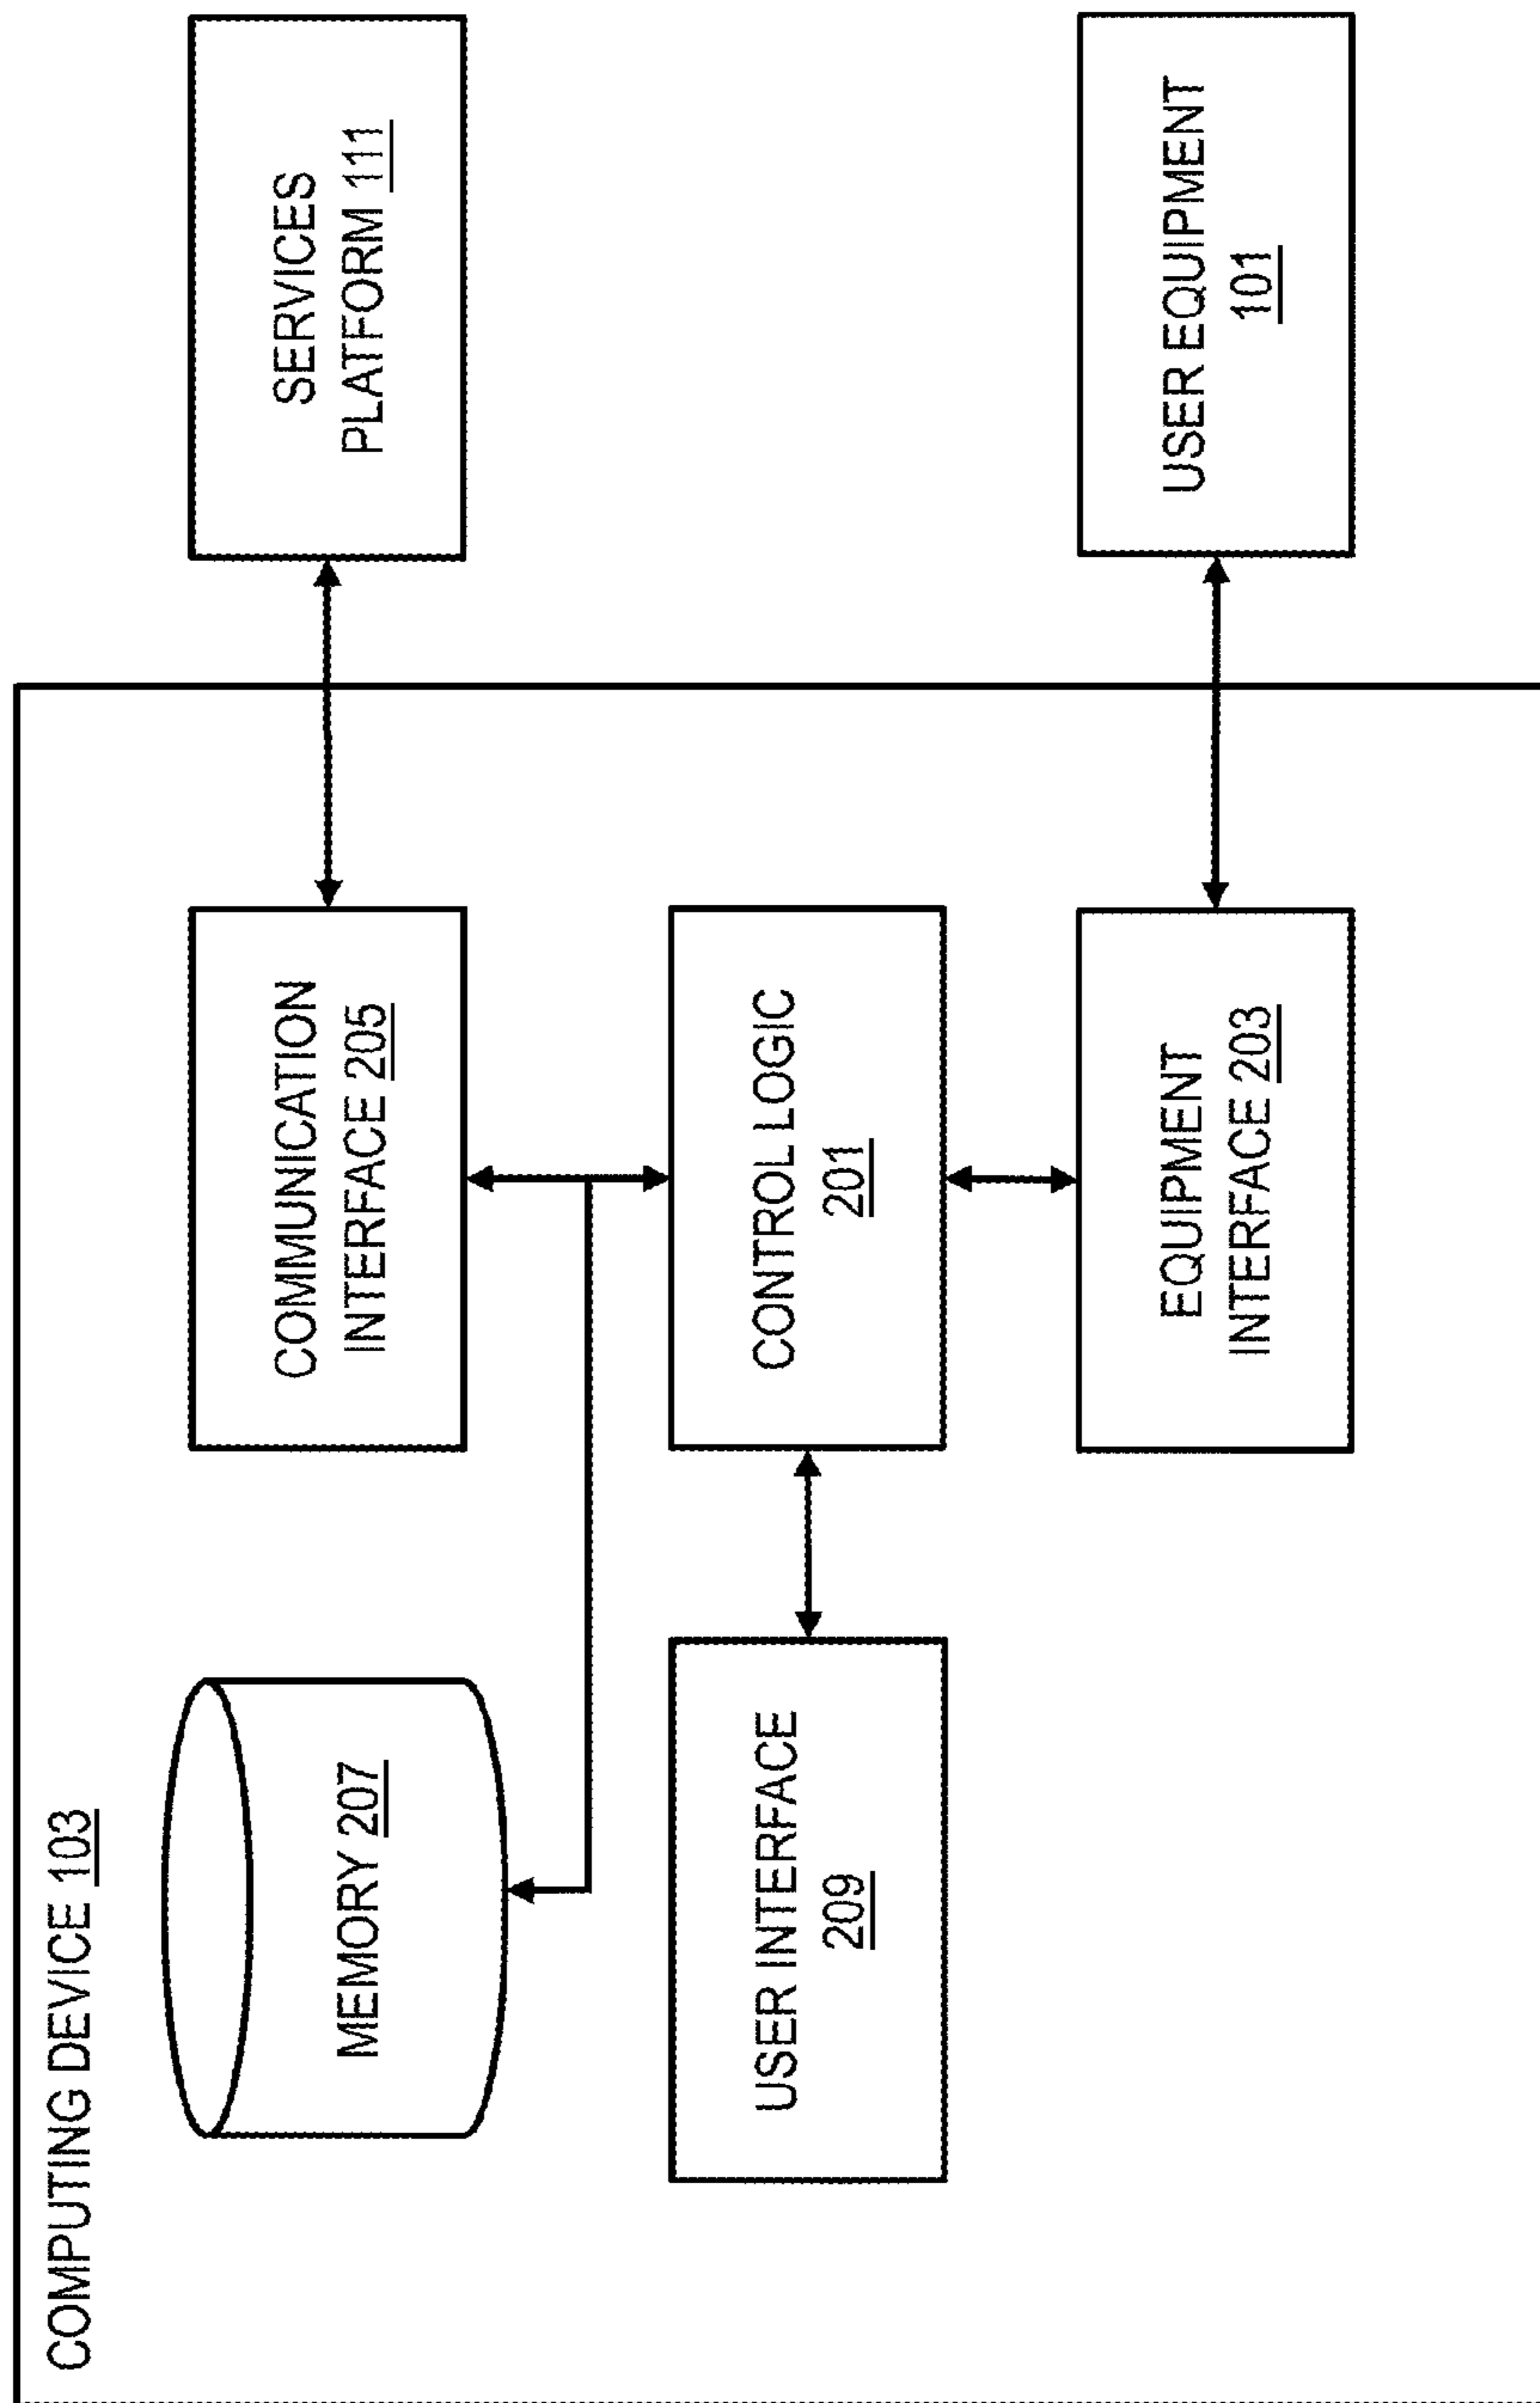 COMPUTING DEVICE 103
MEMORY 207
COMMUNICATION
INTERFACE 205
SERVICES
PLATFORM 111
USER INTERFACE
209
CONTROL LOGIC
201
EQUIPMENT
INTERFACE 203
USER EQUIPMENT
101